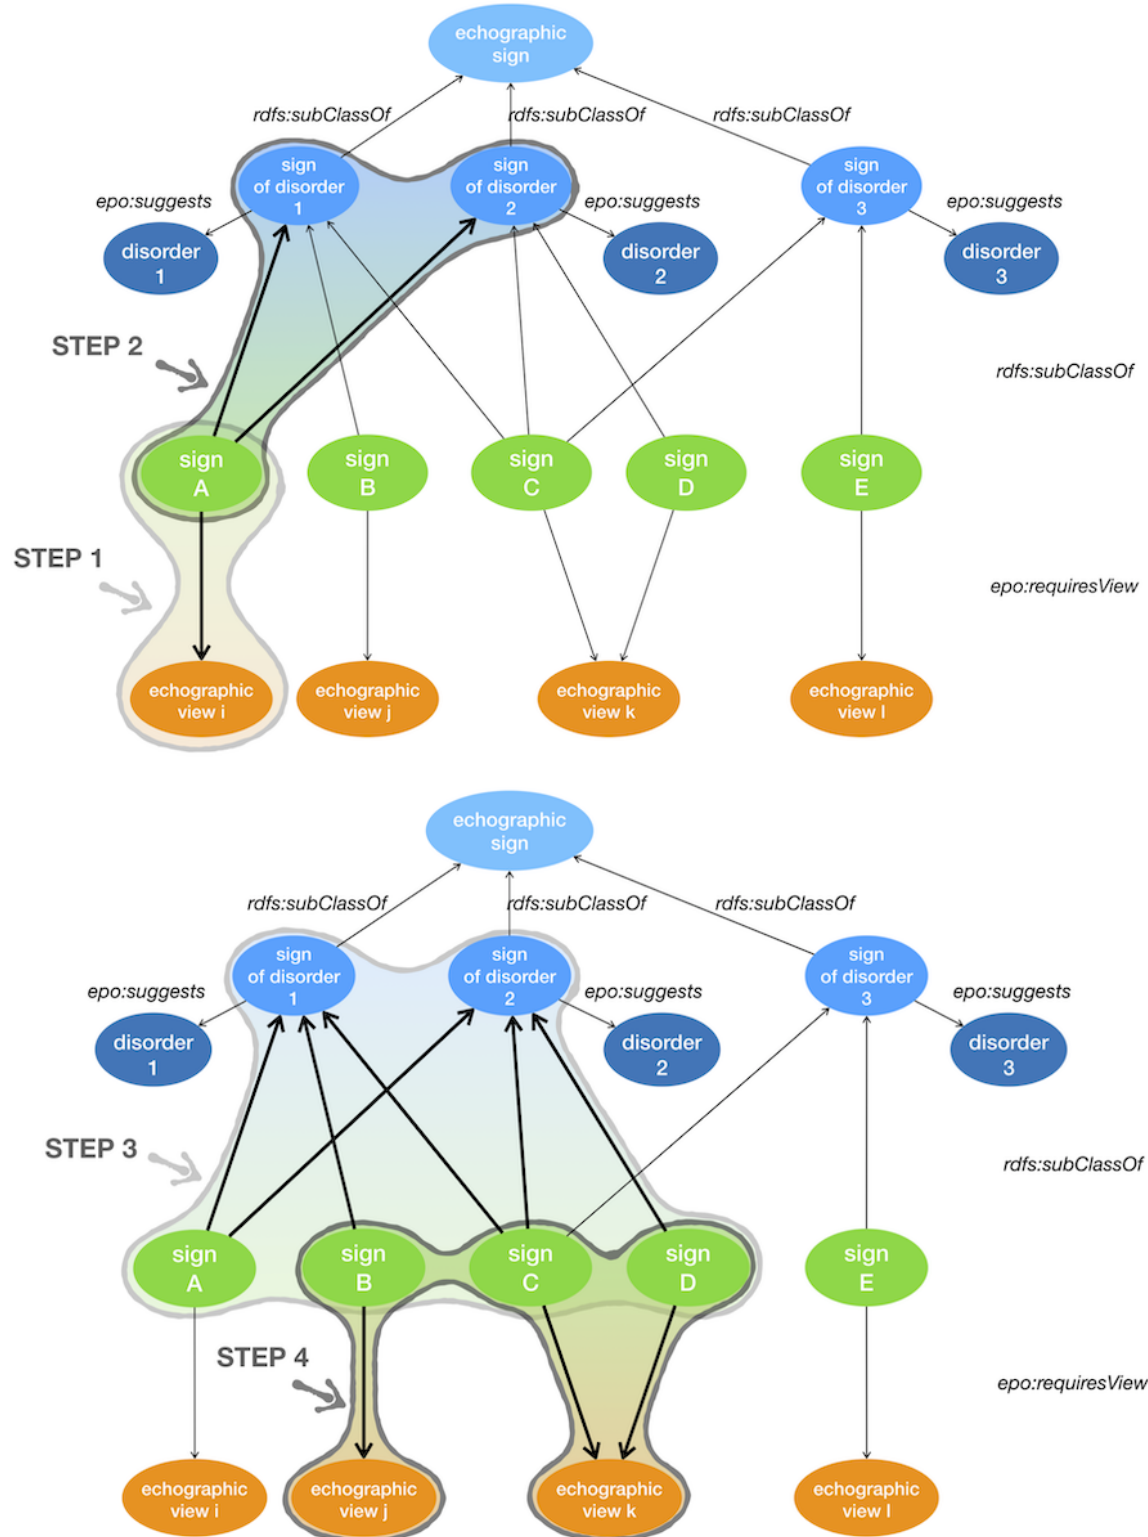 echographic
sign
rdfs:subClassOf
rdfs:subClassOf
rdfs:subClassOf
sign
of disorder
1
sign
of disorder
2
sign
of disorder
3
epo:suggests
epo:suggests
epo:suggests
disorder
1
disorder
2
disorder
3
STEP 2
rdfs:subClassOf
sign
A
sign
B
sign
C
sign
D
sign
E
STEP 1
epo:requiresView
echographic
view i
echographic
view j
echographic
view k
echographic
view l
echographic
sign
rdfs:subClassOf
rdfs:subClassOf
rdfs:subClassOf
sign
of disorder
1
sign
of disorder
2
sign
of disorder
3
epo:suggests
epo:suggests
epo:suggests
disorder
1
disorder
2
disorder
3
STEP 3
rdfs:subClassOf
sign
A
sign
B
sign
C
sign
D
sign
E
STEP 4
epo:requiresView
echographic
view i
echographic
view j
echographic
view k
echographic
view l